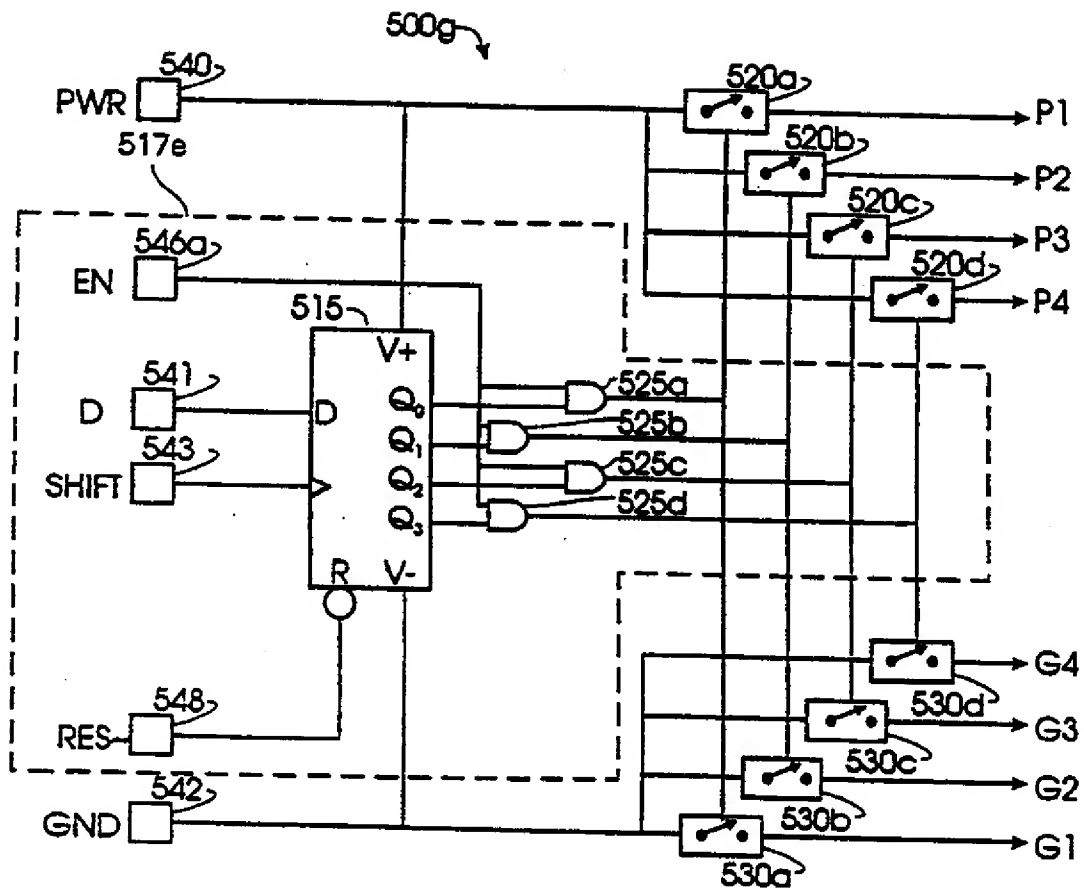 500g
540
PWR
520a
P1
517e
520b
P2
520c
P3
546a
EN
520d
P4
515
V+
541
D
D
Q0
525a
Q1
525b
543
SHIFT
Q2
525c
Q3
525d
R
V-
G4
530d
548
RES
G3
530c
542
GND
G2
530b
G1
530a